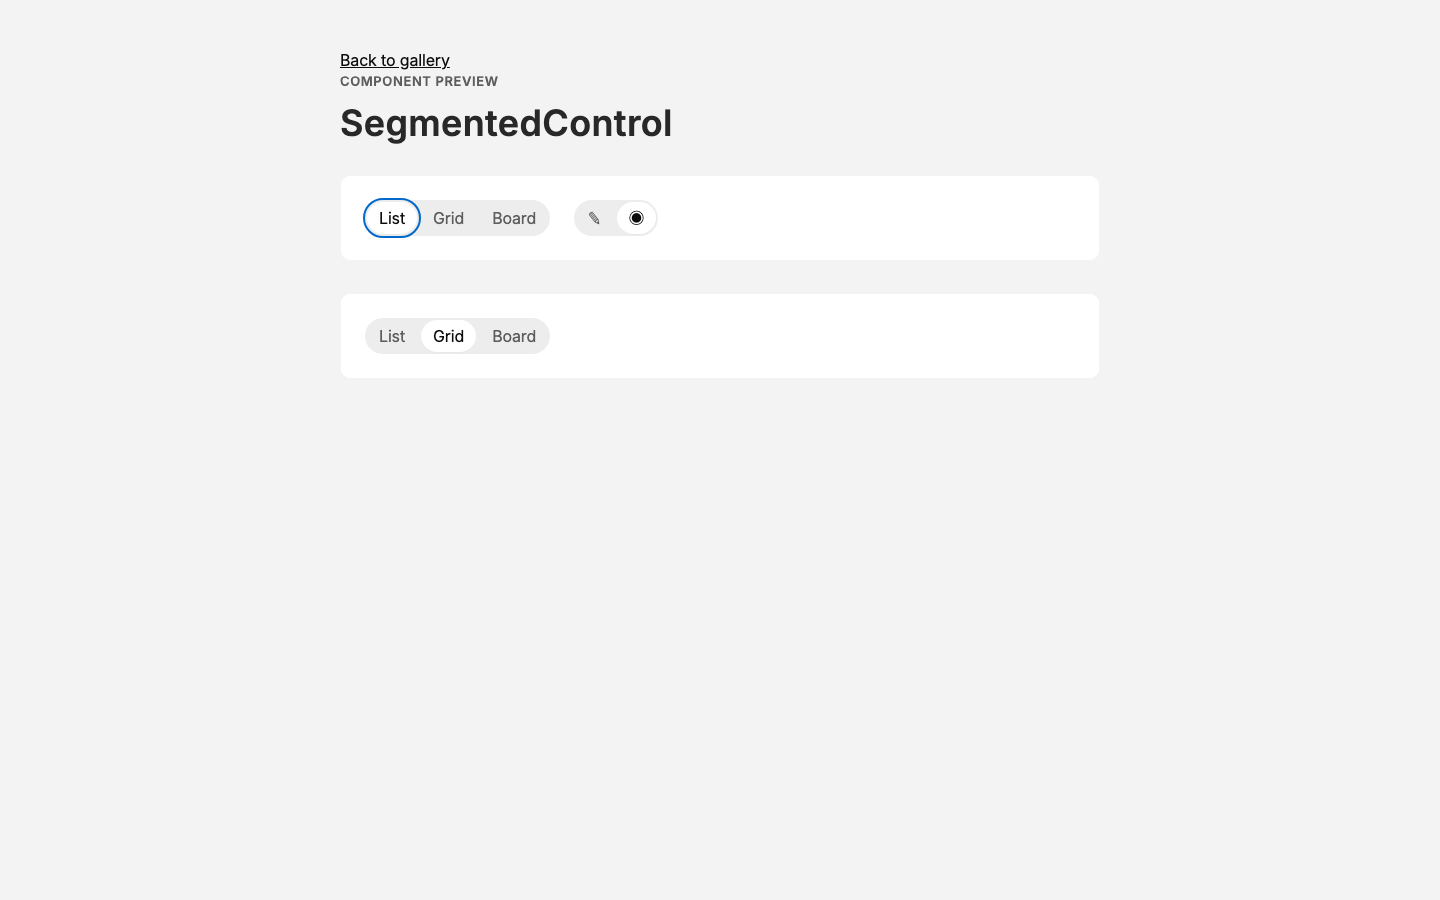 Back to gallery
COMPONENT PREVIEW
SegmentedControl
List Grid Board
List Grid Board